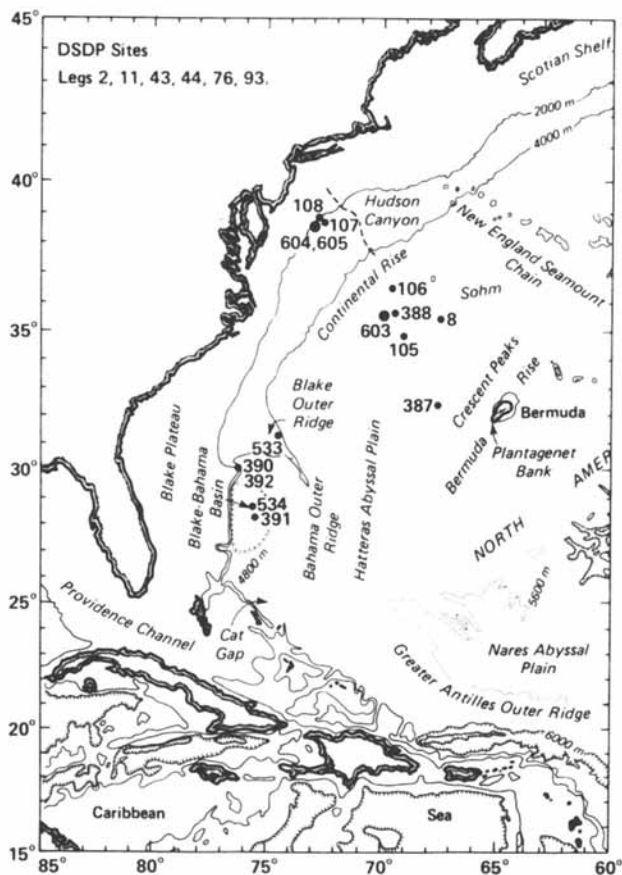 45°
DSDP Sites
Legs 2, 11, 43, 44, 76, 93.
Scotian Shelf
2000 m
4000 m
40°
108
Hudson
Canyon
107
604,605
New England Seamount
Chain
Continental Rise
106
Sohm
388
8
35°
603
105
Crescent Peaks
Blake
Outer
Ridge
387
Bermuda Rise
Bermuda
Plantagenet
Bank
Blake Plateau
533
30°
390
392
Hatteras Abyssal Plain
Blake-Bahama
Basin
534
391
Bahama Outer
Ridge
4800 m
NORTH
AMER
5600 m
25°
Providence Channel
Cat
Gap
Nares Abyssal
Plain
Greater Antilles Outer Ridge
20°
6000 m
Caribbean
Sea
15°
85°
80°
75°
70°
65°
60°